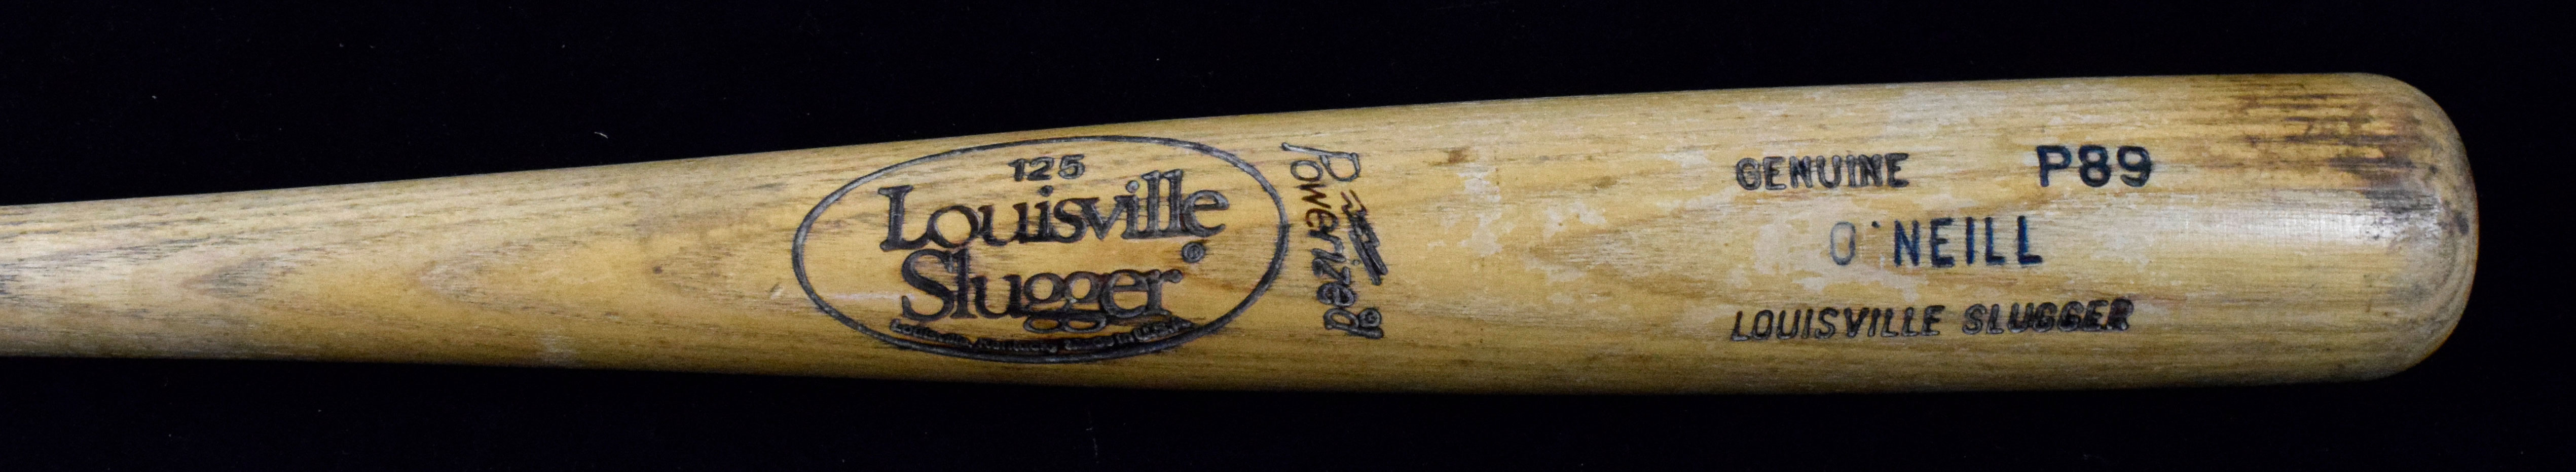 125
Louisville
Slugger®
Powerized
GENUINE P89
O'NEILL
LOUISVILLE SLUGGER